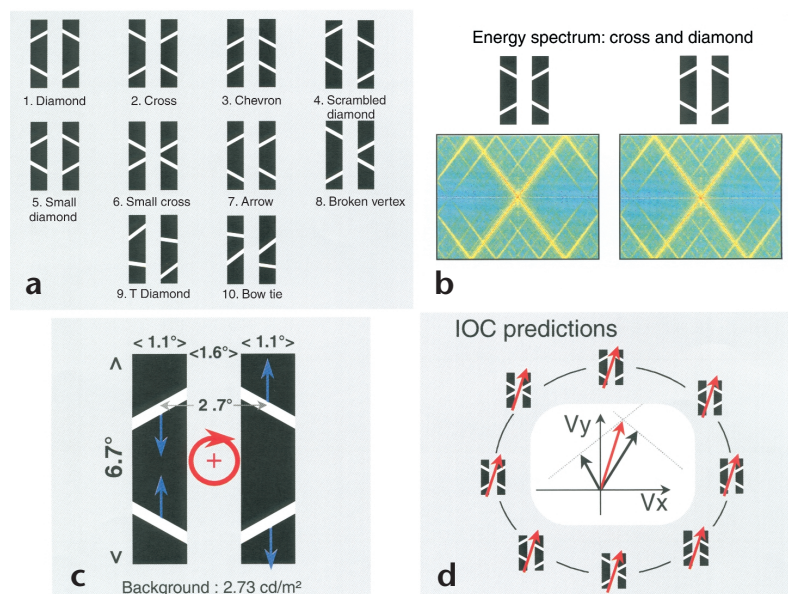 1. Diamond
2. Cross
3. Chevron
4. Scrambled
diamond
5. Small
diamond
6. Small cross
7. Arrow
8. Broken vertex
9. T Diamond
10. Bow tie
a
Energy spectrum: cross and diamond
b
< 1.1° >
<1.6°>
< 1.1° >
2 .7°
< 6.7° >
Background : 2.73 cd/m²
c
IOC predictions
Vy
Vx
d